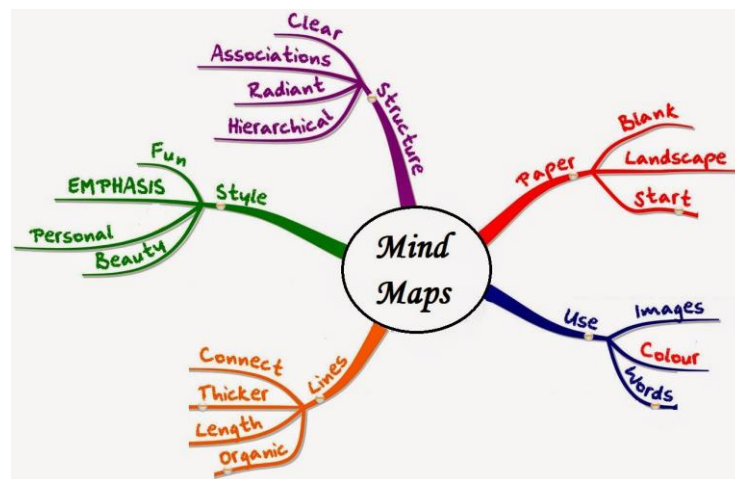 Mind
Maps
Structure
Clear
Associations
Radiant
Hierarchical
Paper
Blank
Landscape
Start
Use
Images
Colour
Words
Lines
Connect
Thicker
Length
Organic
Style
Fun
EMPHASIS
Personal
Beauty